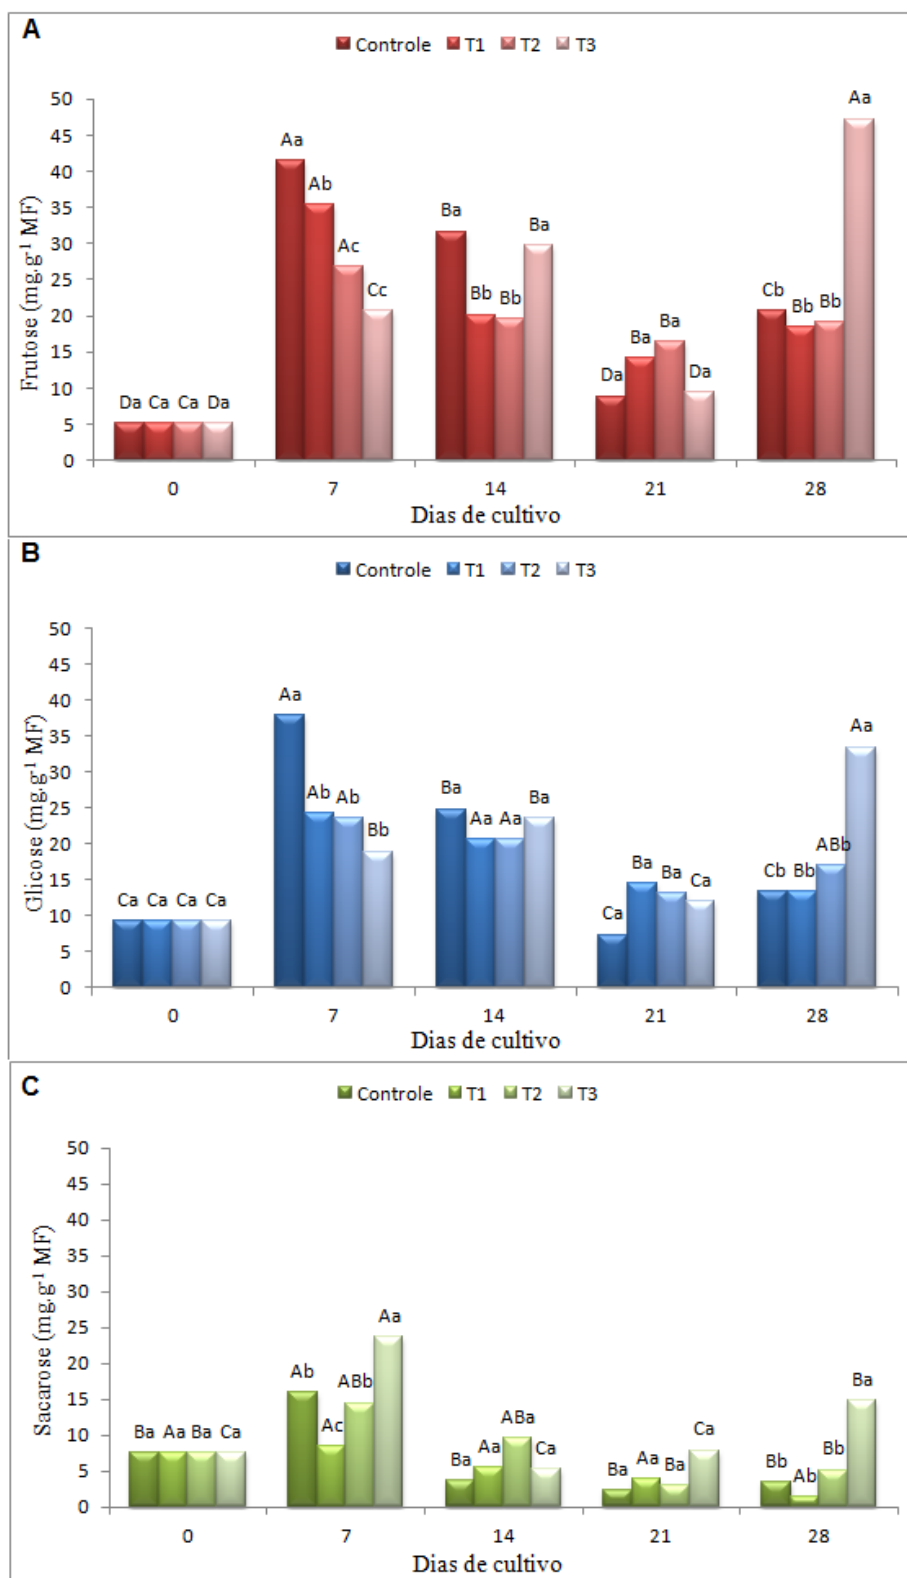 A
Controle T1 T2 T3
Frutose (mg.g-1 MF)
50
45
40
35
30
25
20
15
10
5
0
Da Ca Ca Da
Aa Ab Ac Cc
Ba Bb Bb Ba
Da Ba Ba Da
Cb Bb Bb Aa
0 7 14 21 28
Dias de cultivo
B
Controle T1 T2 T3
Glicose (mg.g-1 MF)
50
45
40
35
30
25
20
15
10
5
0
Ca Ca Ca Ca
Aa Ab Ab Bb
Ba Aa Aa Ba
Ca Ba Ba Ca
Cb Bb ABb Aa
0 7 14 21 28
Dias de cultivo
C
Controle T1 T2 T3
Sacarose (mg.g-1 MF)
50
45
40
35
30
25
20
15
10
5
0
Ba Aa Ba Ca
Ab Ac ABb Aa
Ba Aa ABa Ca
Ba Aa Ba Ca
Bb Ab Bb Ba
0 7 14 21 28
Dias de cultivo